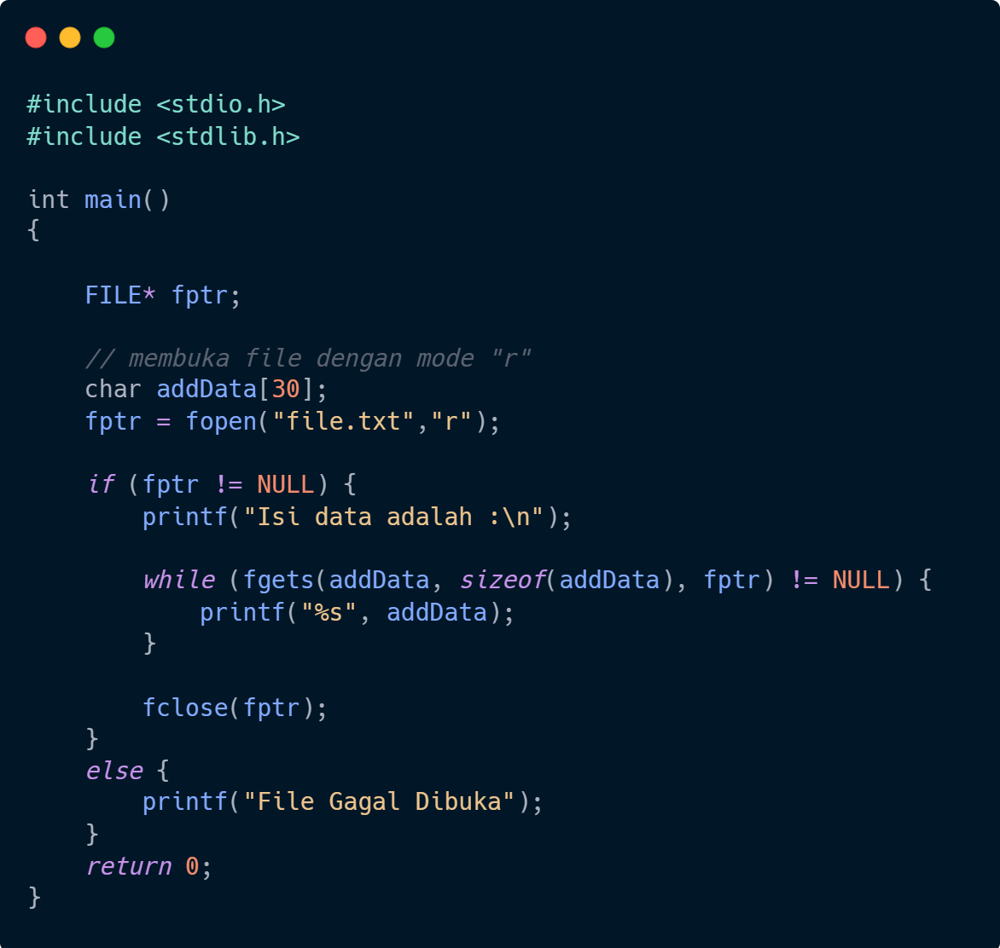 #include <stdio.h>
#include <stdlib.h>
int main()
{
FILE* fptr;
// membuka file dengan mode "r"
char addData[30];
fptr = fopen("file.txt","r");
if (fptr != NULL) {
printf("Isi data adalah :\n");
while (fgets(addData, sizeof(addData), fptr) != NULL) {
printf("%s", addData);
}
fclose(fptr);
}
else {
printf("File Gagal Dibuka");
}
return 0;
}